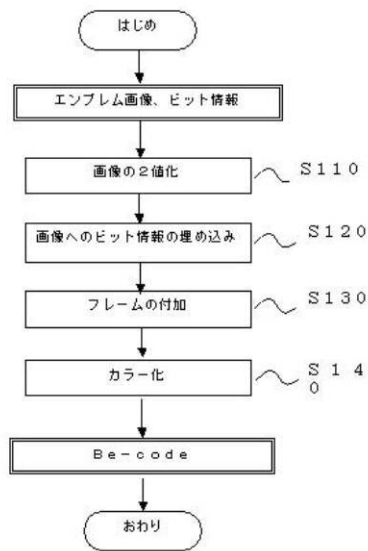 はじめ
エンブレム画像、ビット情報
画像の２値化
Ｓ１１０
画像へのビット情報の埋め込み
Ｓ１２０
フレームの付加
Ｓ１３０
カラー化
Ｓ１４
０
Ｂｅ－ｃｏｄｅ
おわり